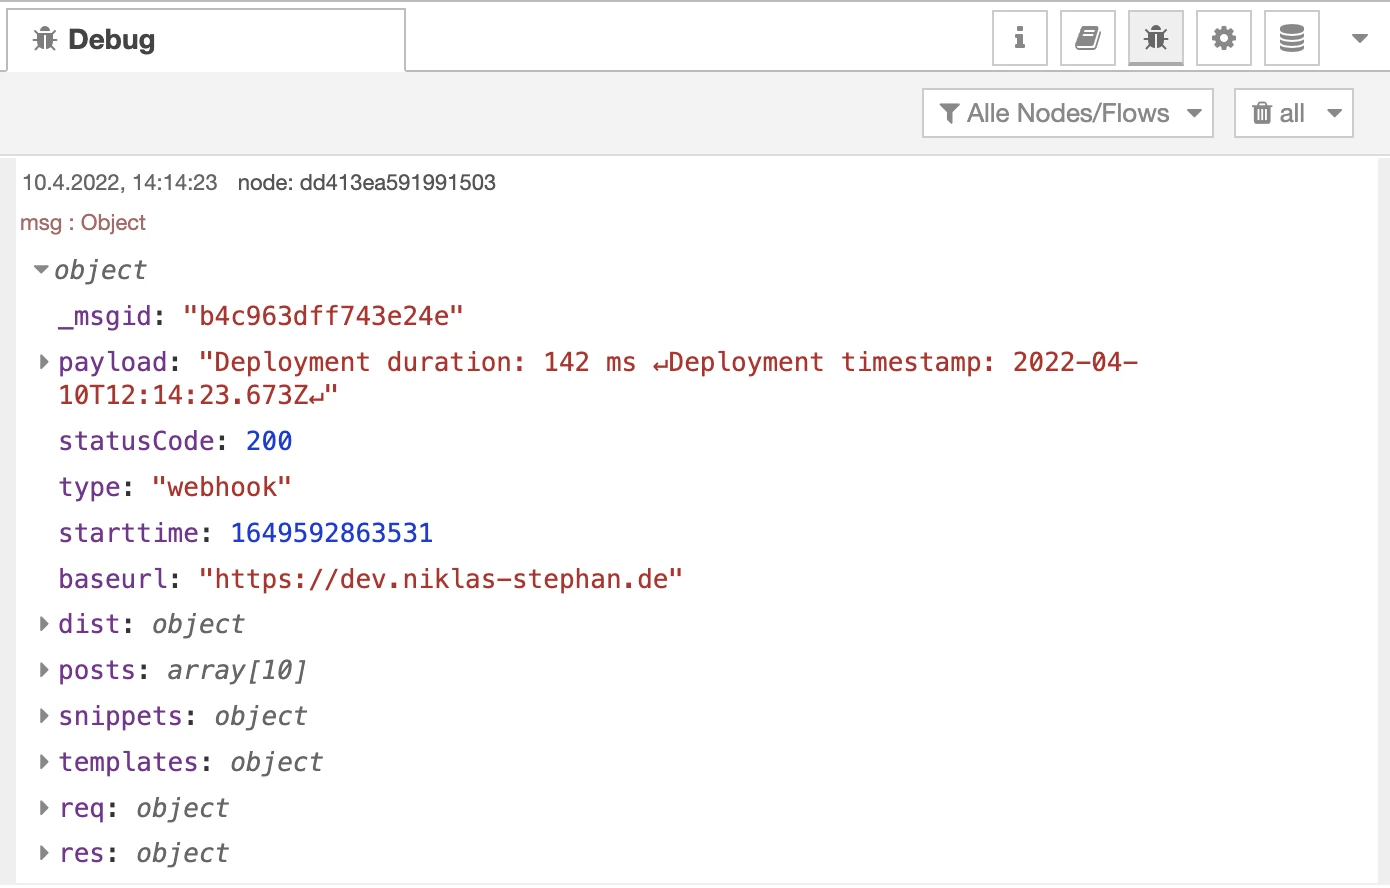 Debug
Alle Nodes/Flows
all
10.4.2022, 14:14:23 node: dd413ea591991503
msg : Object
object
_msgid: "b4c963dff743e24e"
payload: "Deployment duration: 142 ms ↵Deployment timestamp: 2022-04-
10T12:14:23.673Z↵"
statusCode: 200
type: "webhook"
starttime: 1649592863531
baseurl: "https://dev.niklas-stephan.de"
dist: object
posts: array[10]
snippets: object
templates: object
req: object
res: object